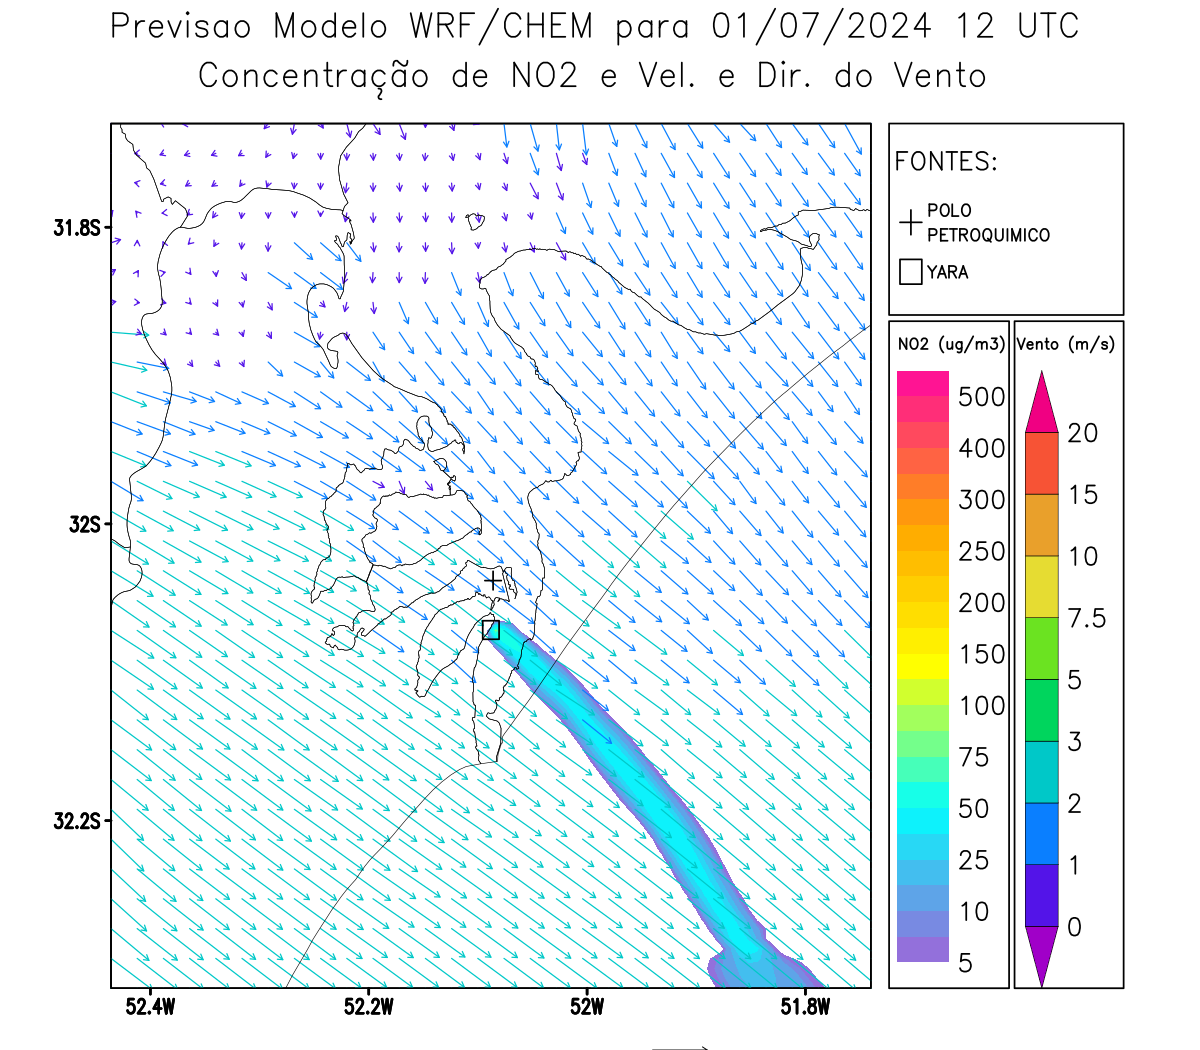 Previsao Modelo WRF/CHEM para 01/07/2024 12 UTC
Concentração de NO2 e Vel. e Dir. do Vento
FONTES:
POLO
PETROQUIMICO
YARA
NO2 (ug/m3)
500
400
300
250
200
150
100
75
50
25
10
5
Vento (m/s)
20
15
10
7.5
5
3
2
1
0
31.8S
32S
32.2S
52.4W
52.2W
52W
51.8W